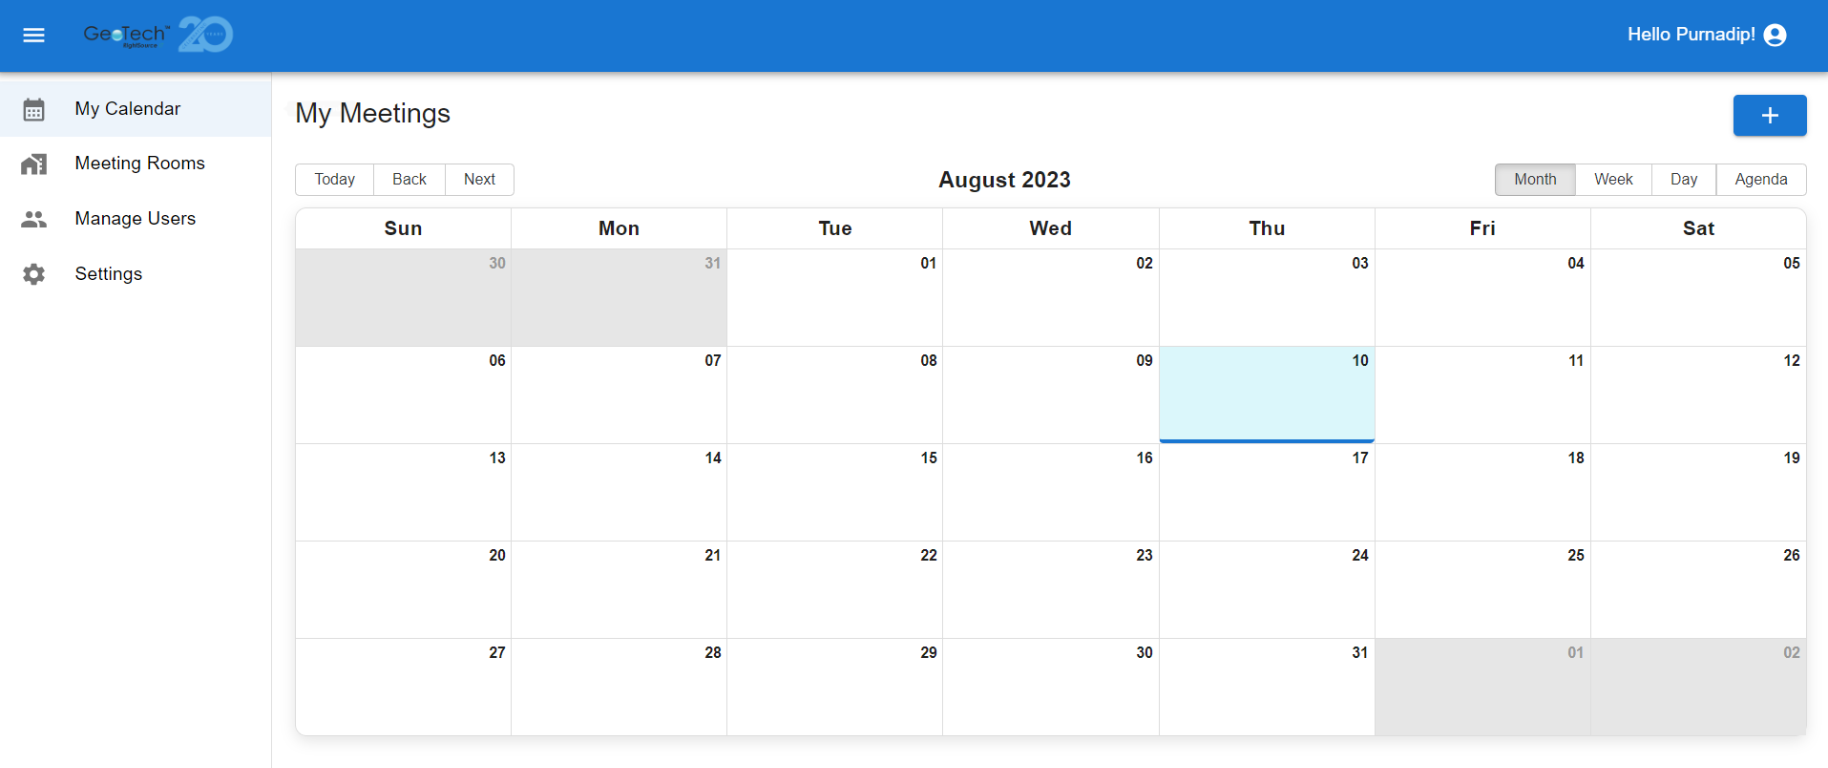 GeoTech™ 20 YEARS
RightSource
Hello Purnadip!
My Calendar
Meeting Rooms
Manage Users
Settings
My Meetings
+
Today Back Next
August 2023
Month Week Day Agenda
Sun Mon Tue Wed Thu Fri Sat
30 31 01 02 03 04 05
06 07 08 09 10 11 12
13 14 15 16 17 18 19
20 21 22 23 24 25 26
27 28 29 30 31 01 02